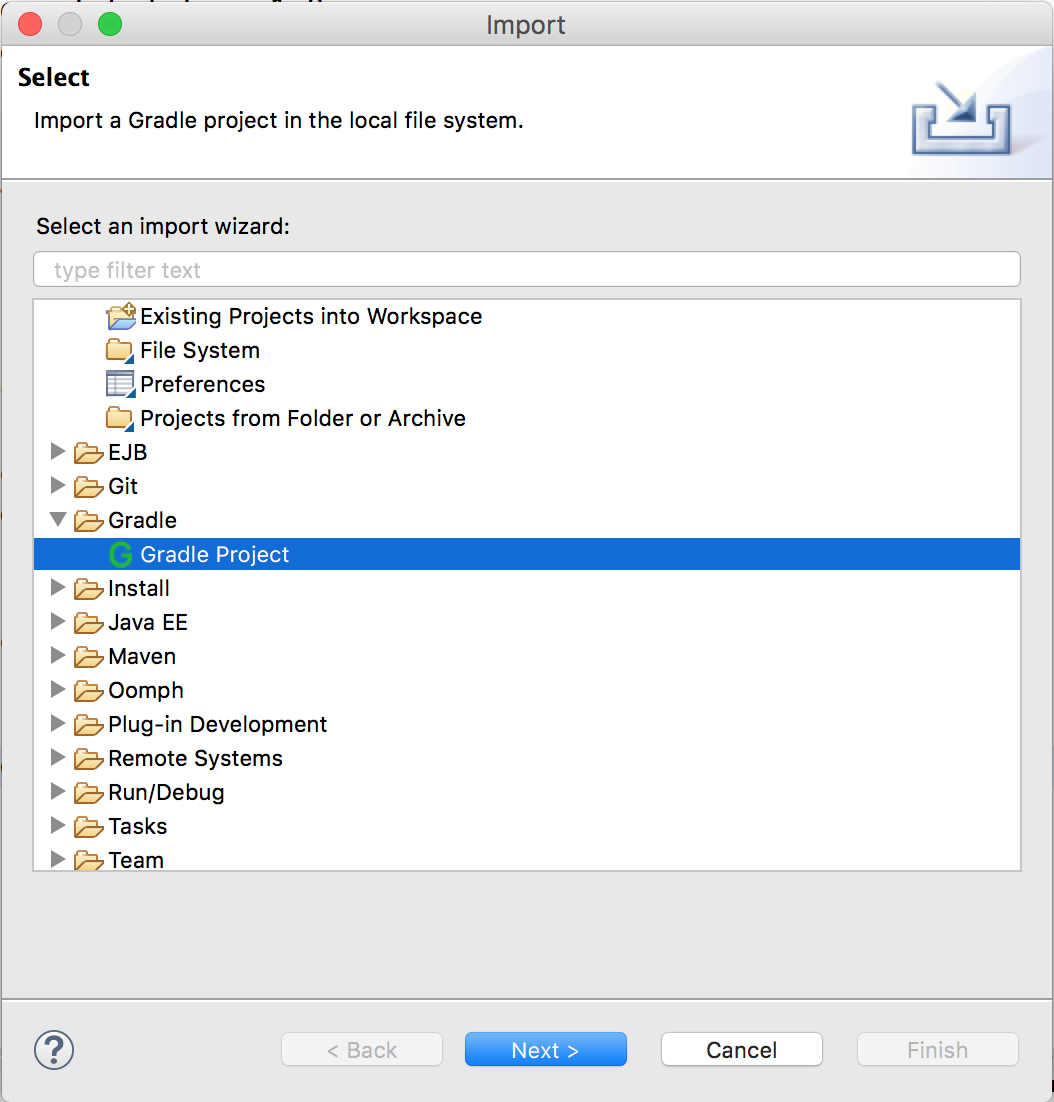 Import
Select
Import a Gradle project in the local file system.
Select an import wizard:
type filter text
Existing Projects into Workspace
File System
Preferences
Projects from Folder or Archive
EJB
Git
Gradle
G Gradle Project
Install
Java EE
Maven
Oomph
Plug-in Development
Remote Systems
Run/Debug
Tasks
Team
? < Back Next > Cancel Finish